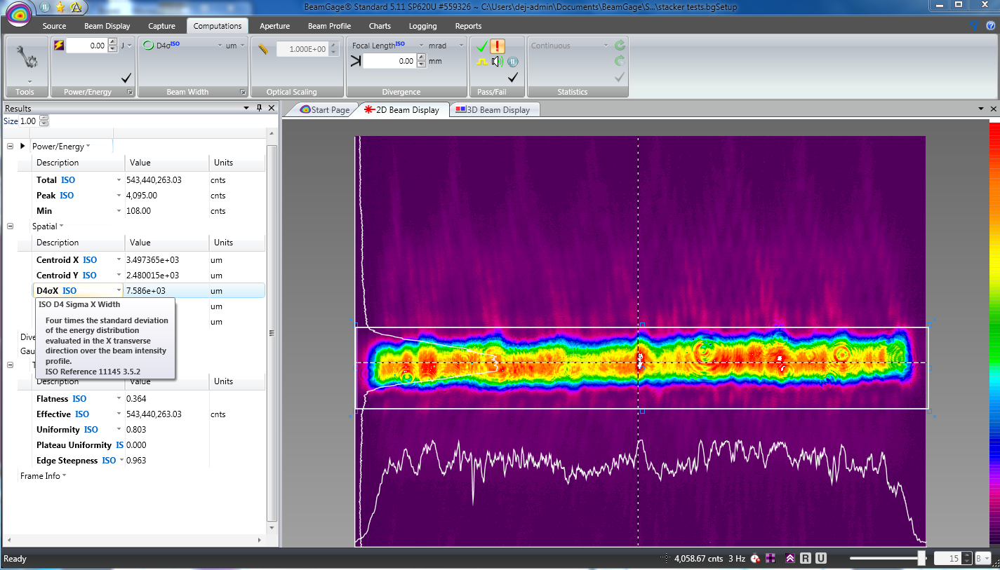 BeamGage® Standard 5.11 SP620U #559326 ~ C:\Users\dej-admin\Documents\BeamGage\S...\stacker tests.bgSetup
Source Beam Display Capture Computations Aperture Beam Profile Charts Logging Reports
0.00 J D4σISO um 1.000E+00 Focal LengthISO mrad Continuous
0.00 mm
Tools Power/Energy Beam Width Optical Scaling Divergence Pass/Fail Statistics
Results
Start Page 2D Beam Display 3D Beam Display
Size 1.00
Power/Energy
Description Value Units
Total ISO 543,440,263.03 cnts
Peak ISO 4,095.00 cnts
Min 108.00 cnts
Spatial
Description Value Units
Centroid X ISO 3.497365e+03 um
Centroid Y ISO 2.480015e+03 um
D4σX ISO 7.586e+03 um
ISO D4 Sigma X Width
um
Four times the standard deviation
um
of the energy distribution
Dive
evaluated in the X transverse
Gau
direction over the beam intensity
profile.
ISO Reference 11145 3.5.2
Description Value Units
Flatness ISO 0.364
Effective ISO 543,440,263.03 cnts
Uniformity ISO 0.803
Plateau Uniformity IS 0.000
Edge Steepness ISO 0.963
Frame Info
Ready
4,058.67 cnts 3 Hz R U 15 B